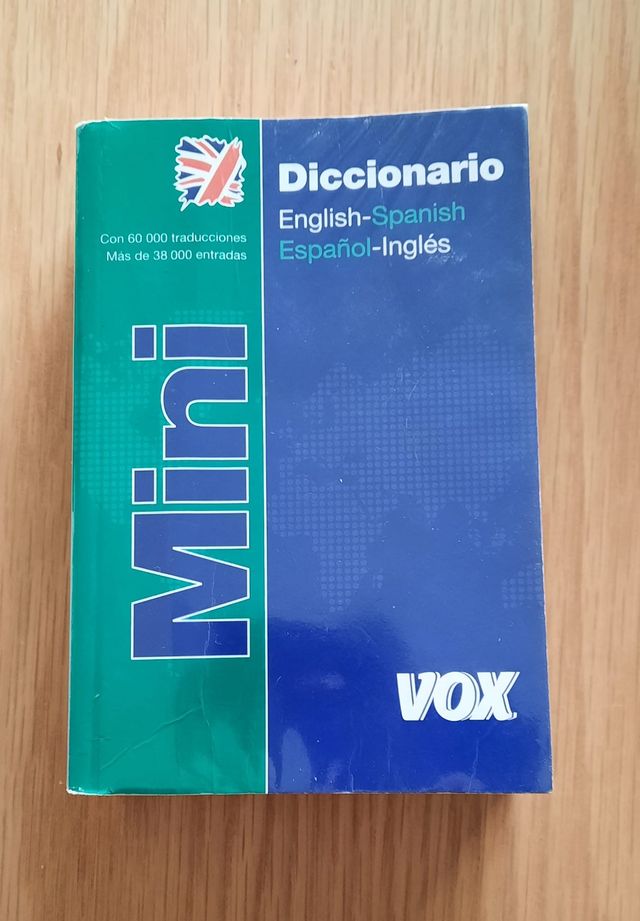 Diccionario
English-Spanish
Español-Inglés
Con 60 000 traducciones
Más de 38 000 entradas
Mini
VOX